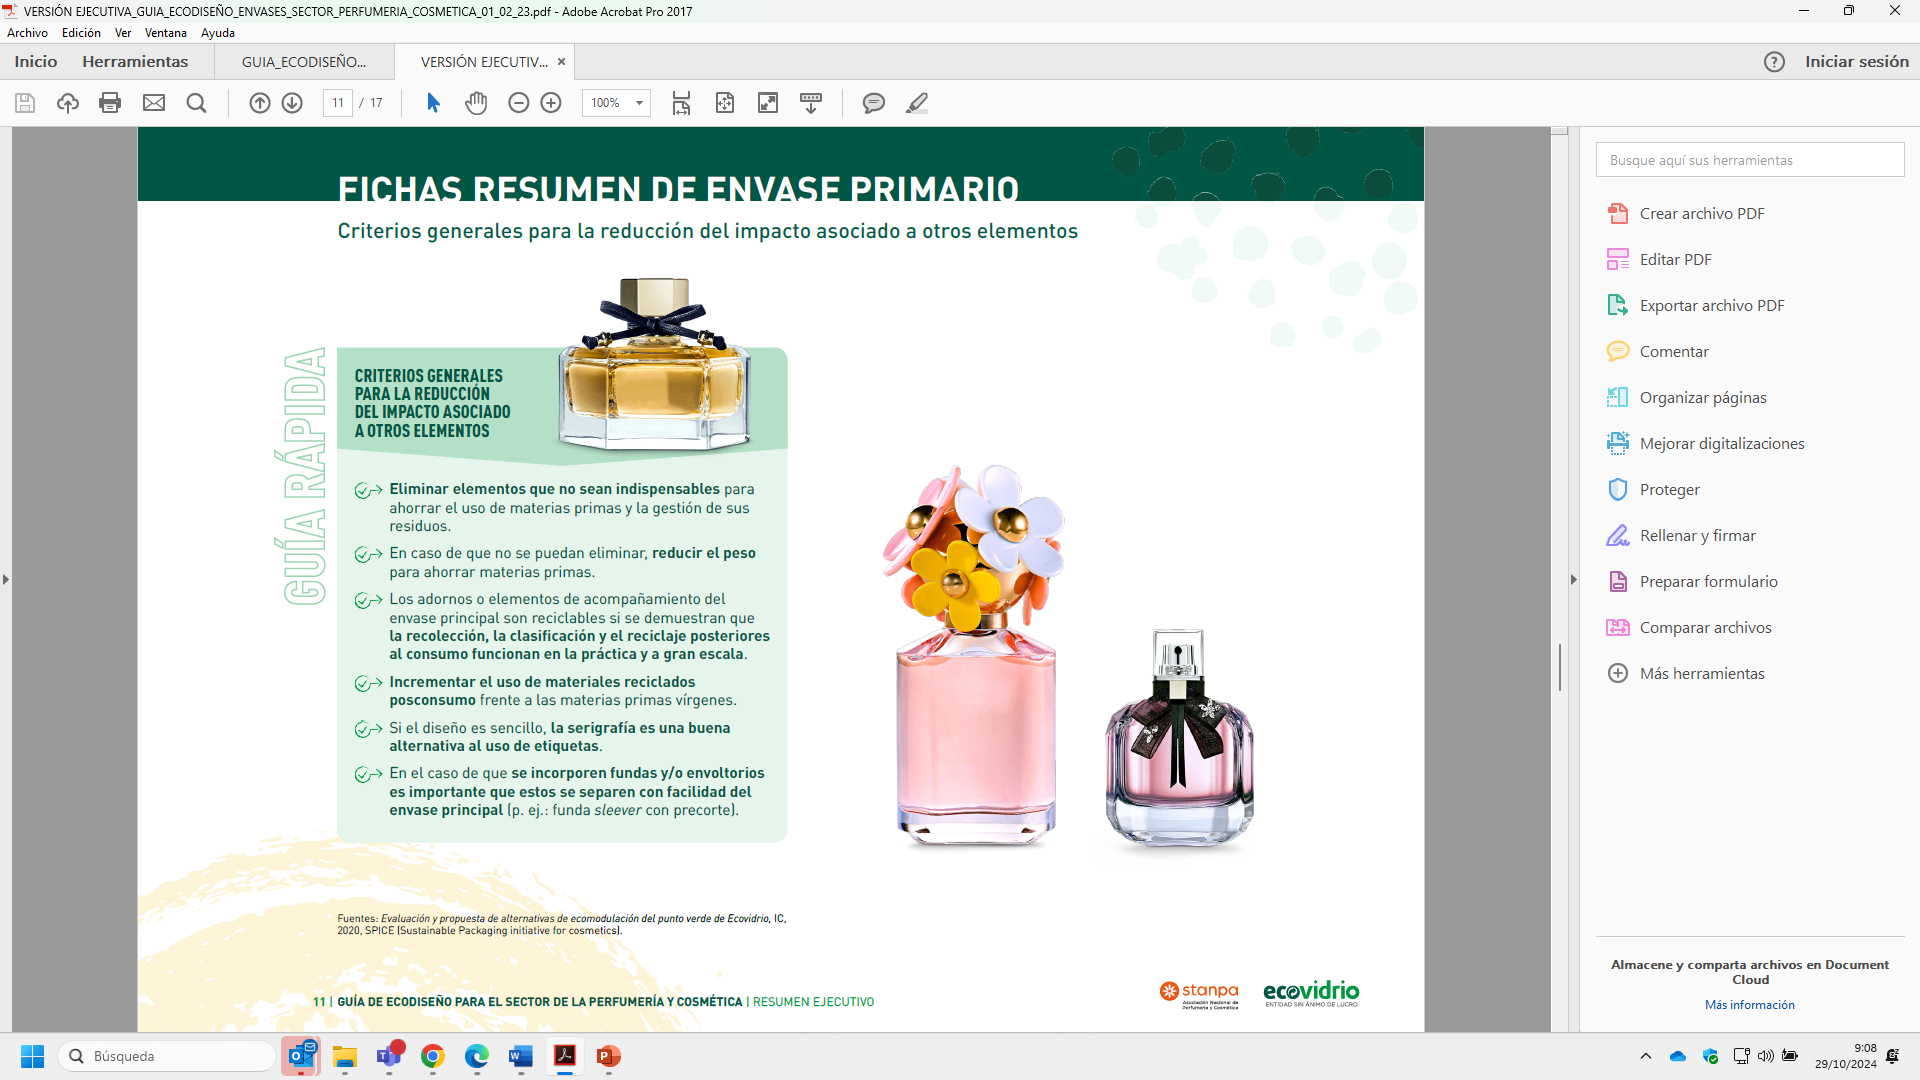 VERSIÓN EJECUTIVA_GUIA_ECODISEÑO_ENVASES_SECTOR_PERFUMERIA_COSMETICA_01_02_23.pdf - Adobe Acrobat Pro 2017
Archivo Edición Ver Ventana Ayuda
Inicio Herramientas GUIA_ECODISEÑO... VERSIÓN EJECUTIV... × Iniciar sesión
11 / 17 100%
FICHAS RESUMEN DE ENVASE PRIMARIO
Criterios generales para la reducción del impacto asociado a otros elementos
GUÍA RÁPIDA
CRITERIOS GENERALES
PARA LA REDUCCIÓN
DEL IMPACTO ASOCIADO
A OTROS ELEMENTOS
Eliminar elementos que no sean indispensables para
ahorrar el uso de materias primas y la gestión de sus
residuos.
En caso de que no se puedan eliminar, reducir el peso
para ahorrar materias primas.
Los adornos o elementos de acompañamiento del
envase principal son reciclables si se demuestran que
la recolección, la clasificación y el reciclaje posteriores
al consumo funcionan en la práctica y a gran escala.
Incrementar el uso de materiales reciclados
posconsumo frente a las materias primas vírgenes.
Si el diseño es sencillo, la serigrafía es una buena
alternativa al uso de etiquetas.
En el caso de que se incorporen fundas y/o envoltorios
es importante que estos se separen con facilidad del
envase principal (p. ej.: funda sleever con precorte).
Fuentes: Evaluación y propuesta de alternativas de ecomodulación del punto verde de Ecovidrio, IC,
2020, SPICE (Sustainable Packaging initiative for cosmetics).
11 | GUÍA DE ECODISEÑO PARA EL SECTOR DE LA PERFUMERÍA Y COSMÉTICA | RESUMEN EJECUTIVO
stanpa
Asociación Nacional de
Perfumería y Cosmética
ecovidrio
ENTIDAD SIN ÁNIMO DE LUCRO
Busque aquí sus herramientas
Crear archivo PDF
Editar PDF
Exportar archivo PDF
Comentar
Organizar páginas
Mejorar digitalizaciones
Proteger
Rellenar y firmar
Preparar formulario
Comparar archivos
Más herramientas
Almacene y comparta archivos en Document
Cloud
Más información
Búsqueda
9:08
29/10/2024